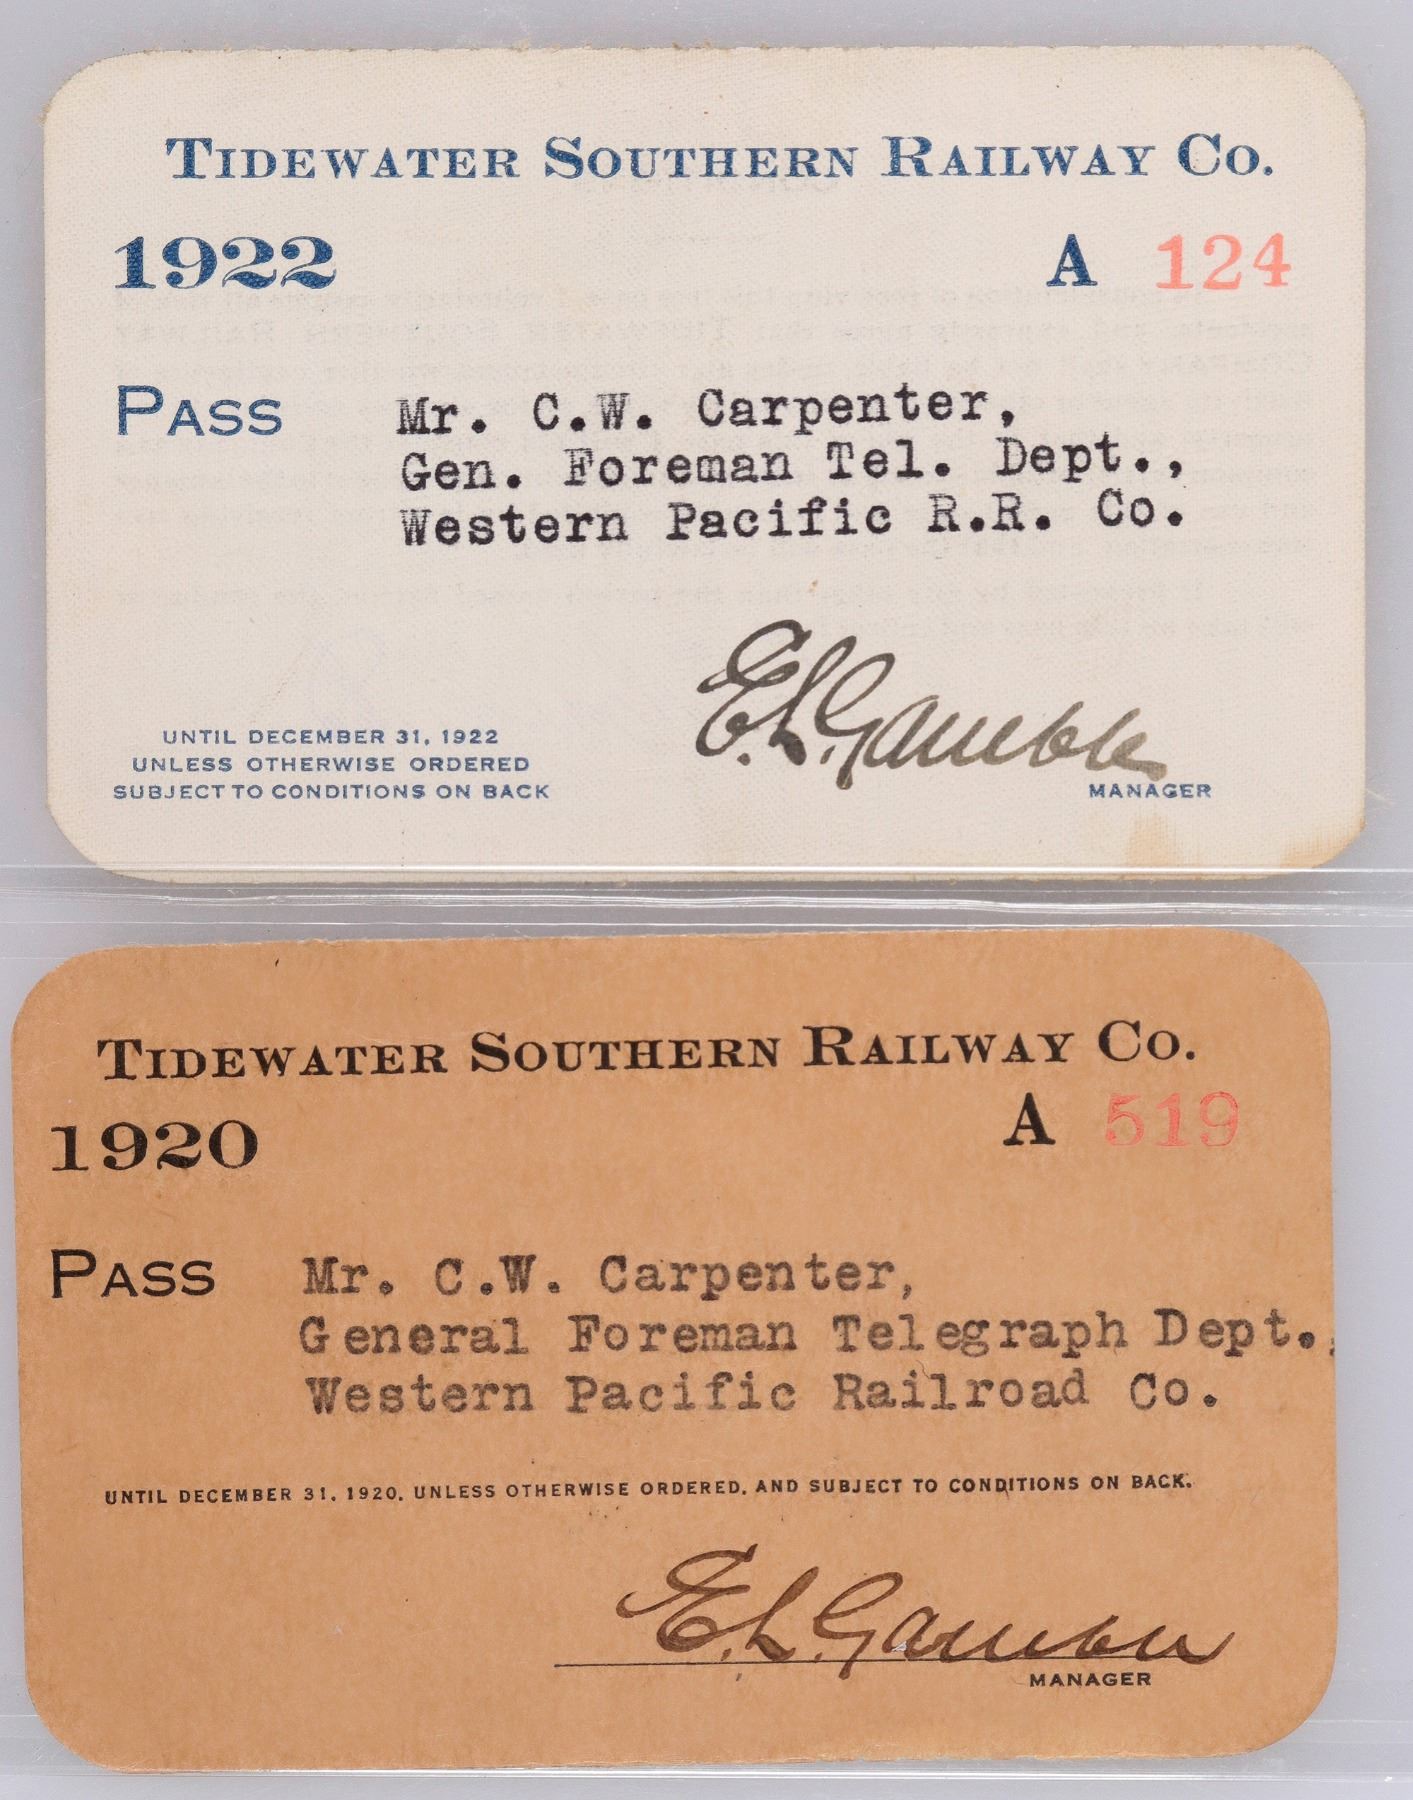 TIDEWATER SOUTHERN RAILWAY CO.
1922 A 124
PASS Mr. C.W. Carpenter,
Gen. Foreman Tel. Dept.,
Western Pacific R.R. Co.
E.L. Gamble
UNTIL DECEMBER 31, 1922
UNLESS OTHERWISE ORDERED
SUBJECT TO CONDITIONS ON BACK
MANAGER
TIDEWATER SOUTHERN RAILWAY CO.
1920 A 519
PASS Mr. C.W. Carpenter,
General Foreman Telegraph Dept.,
Western Pacific Railroad Co.
UNTIL DECEMBER 31, 1920, UNLESS OTHERWISE ORDERED, AND SUBJECT TO CONDITIONS ON BACK.
E.L. Gamble
MANAGER